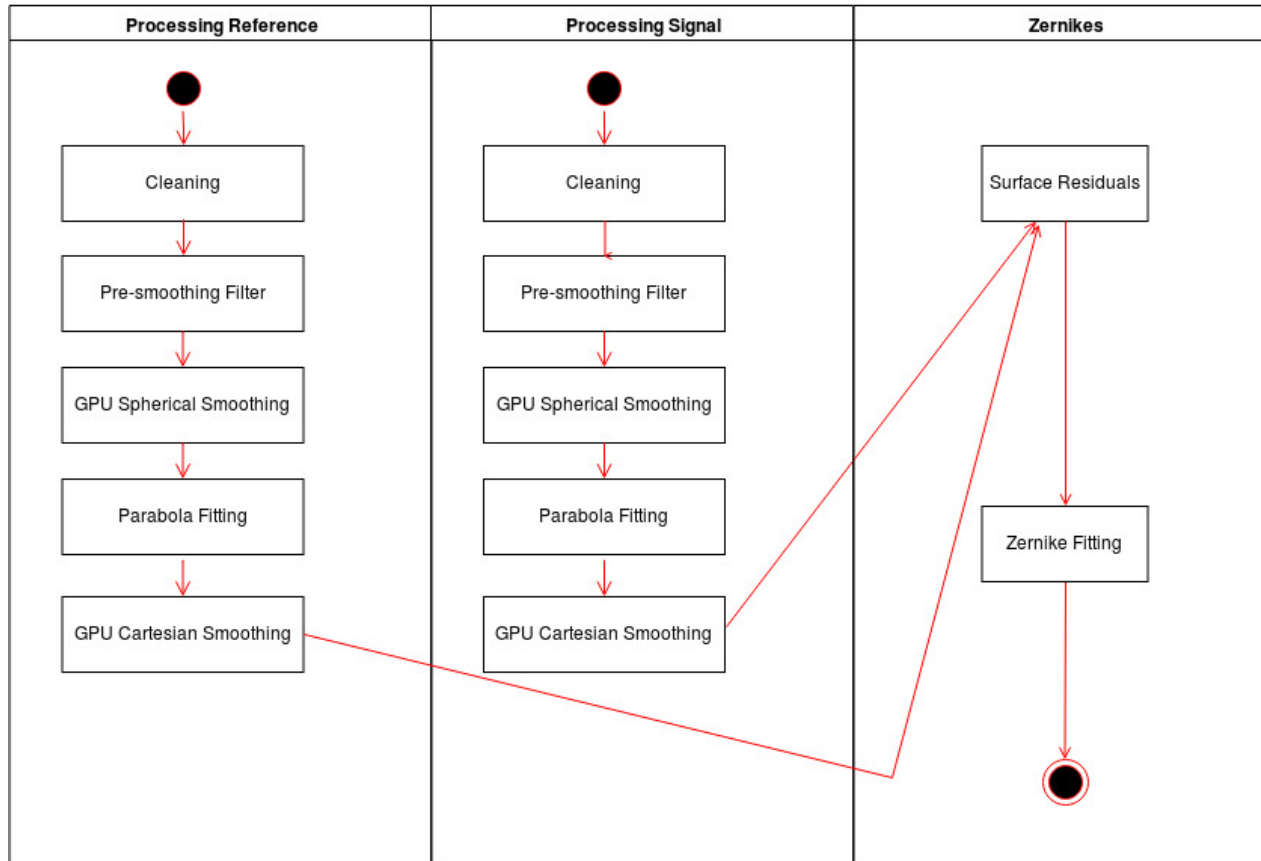 Processing Reference
Processing Signal
Zernikes
Cleaning
Pre-smoothing Filter
GPU Spherical Smoothing
Parabola Fitting
GPU Cartesian Smoothing
Cleaning
Pre-smoothing Filter
GPU Spherical Smoothing
Parabola Fitting
GPU Cartesian Smoothing
Surface Residuals
Zernike Fitting